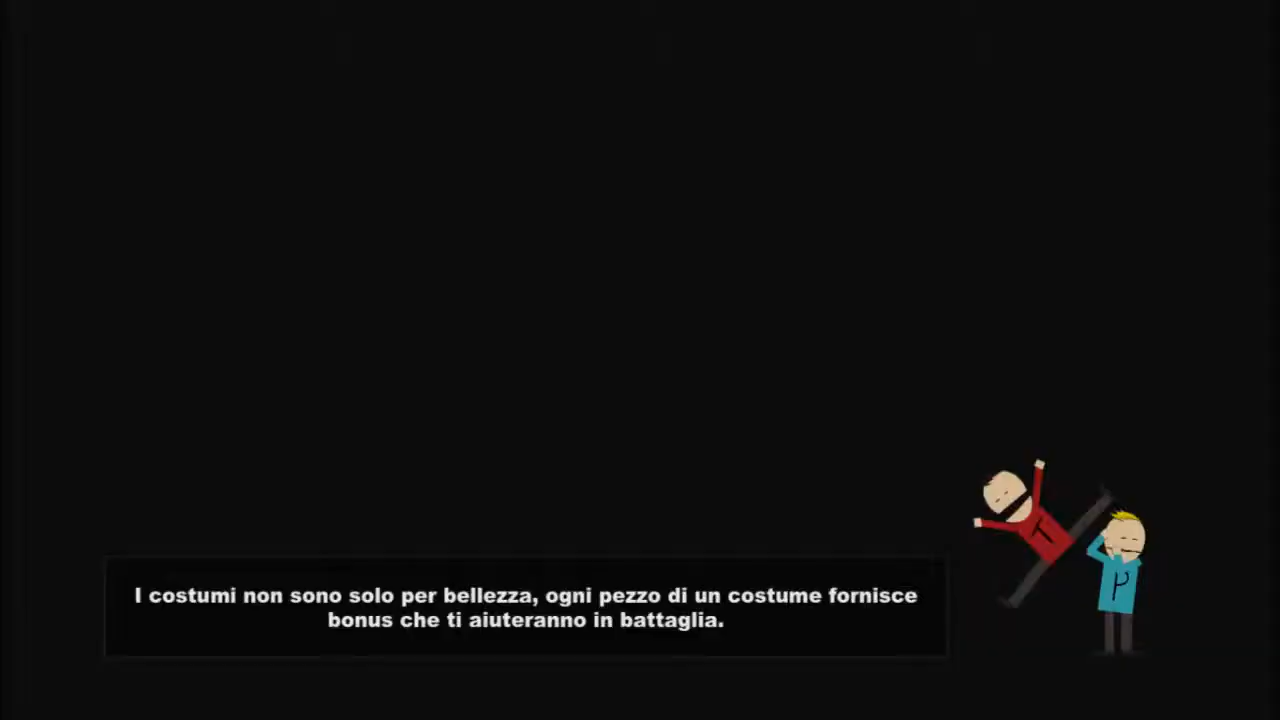 I costumi non sono solo per bellezza, ogni pezzo di un costume fornisce
bonus che ti aiuteranno in battaglia.
T
P